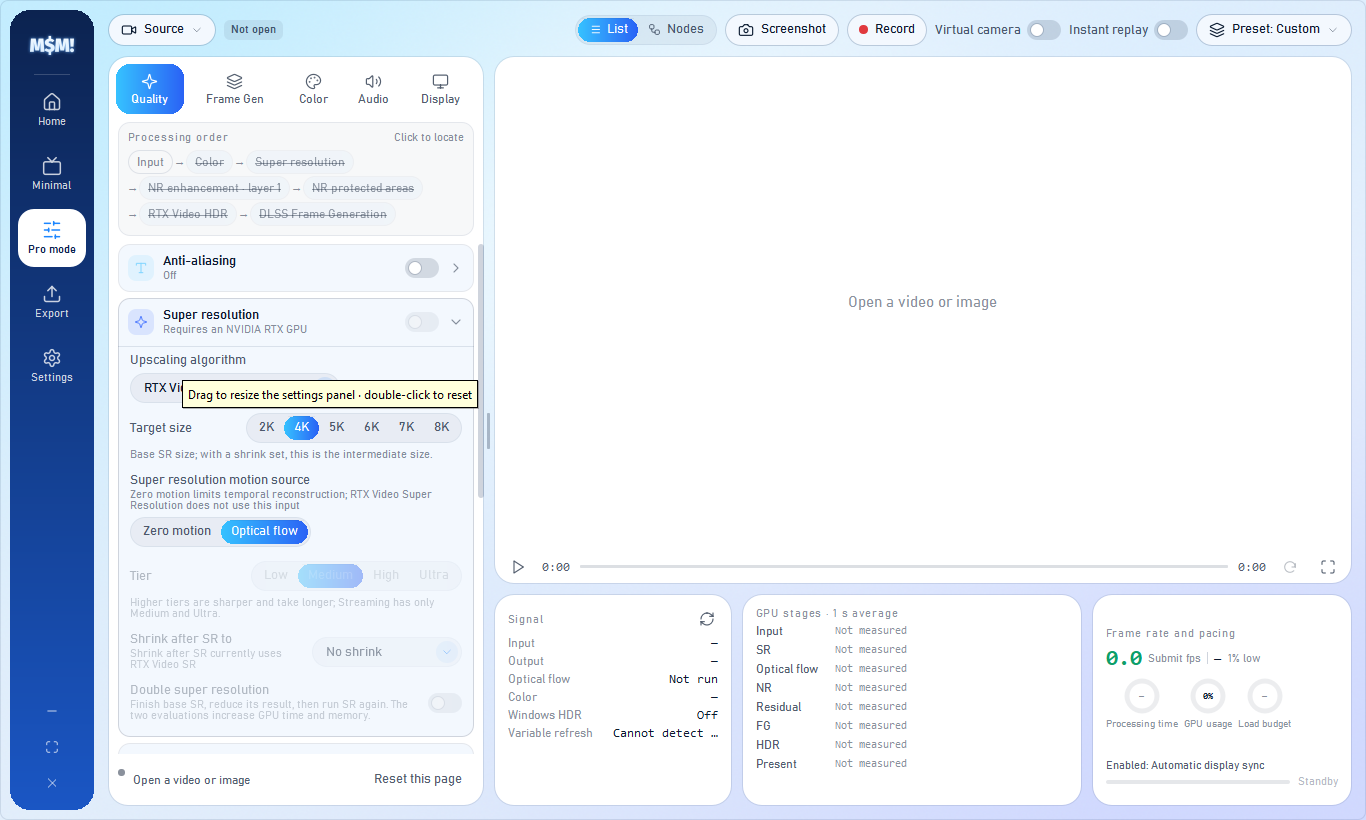 M$M!
Home
Minimal
Pro mode
Export
Settings
Source
Not open
List
Nodes
Screenshot
Record
Virtual camera
Instant replay
Preset: Custom
Quality
Frame Gen
Color
Audio
Display
Processing order
Click to locate
Input → Color → Super resolution
→ NR enhancement · layer 1 → NR protected areas
→ RTX Video HDR → DLSS Frame Generation
Anti-aliasing
Off
Super resolution
Requires an NVIDIA RTX GPU
Upscaling algorithm
RTX Vi
Drag to resize the settings panel · double-click to reset
Target size
2K 4K 5K 6K 7K 8K
Base SR size; with a shrink set, this is the intermediate size.
Super resolution motion source
Zero motion limits temporal reconstruction; RTX Video Super
Resolution does not use this input
Zero motion Optical flow
Tier
Low Medium High Ultra
Higher tiers are sharper and take longer; Streaming has only
Medium and Ultra.
Shrink after SR to
Shrink after SR currently uses
RTX Video SR
No shrink
Double super resolution
Finish base SR, reduce its result, then run SR again. The
two evaluations increase GPU time and memory.
Open a video or image
Reset this page
Open a video or image
0:00
0:00
Signal
Input —
Output —
Optical flow Not run
Color —
Windows HDR Off
Variable refresh Cannot detect …
GPU stages · 1 s average
Input Not measured
SR Not measured
Optical flow Not measured
NR Not measured
Residual Not measured
FG Not measured
HDR Not measured
Present Not measured
Frame rate and pacing
0.0 Submit fps — 1% low
— 0% —
Processing time GPU usage Load budget
Enabled: Automatic display sync
Standby